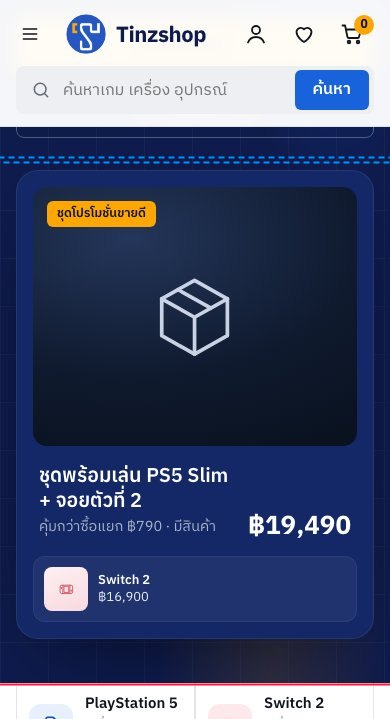 Tinzshop
0
ค้นหาเกม เครื่อง อุปกรณ์
ค้นหา
ชุดโปรโมชั่นขายดี
ชุดพร้อมเล่น PS5 Slim
+ จอยตัวที่ 2
คุ้มกว่าซื้อแยก ฿790 · มีสินค้า
฿19,490
Switch 2
฿16,900
PlayStation 5
Switch 2